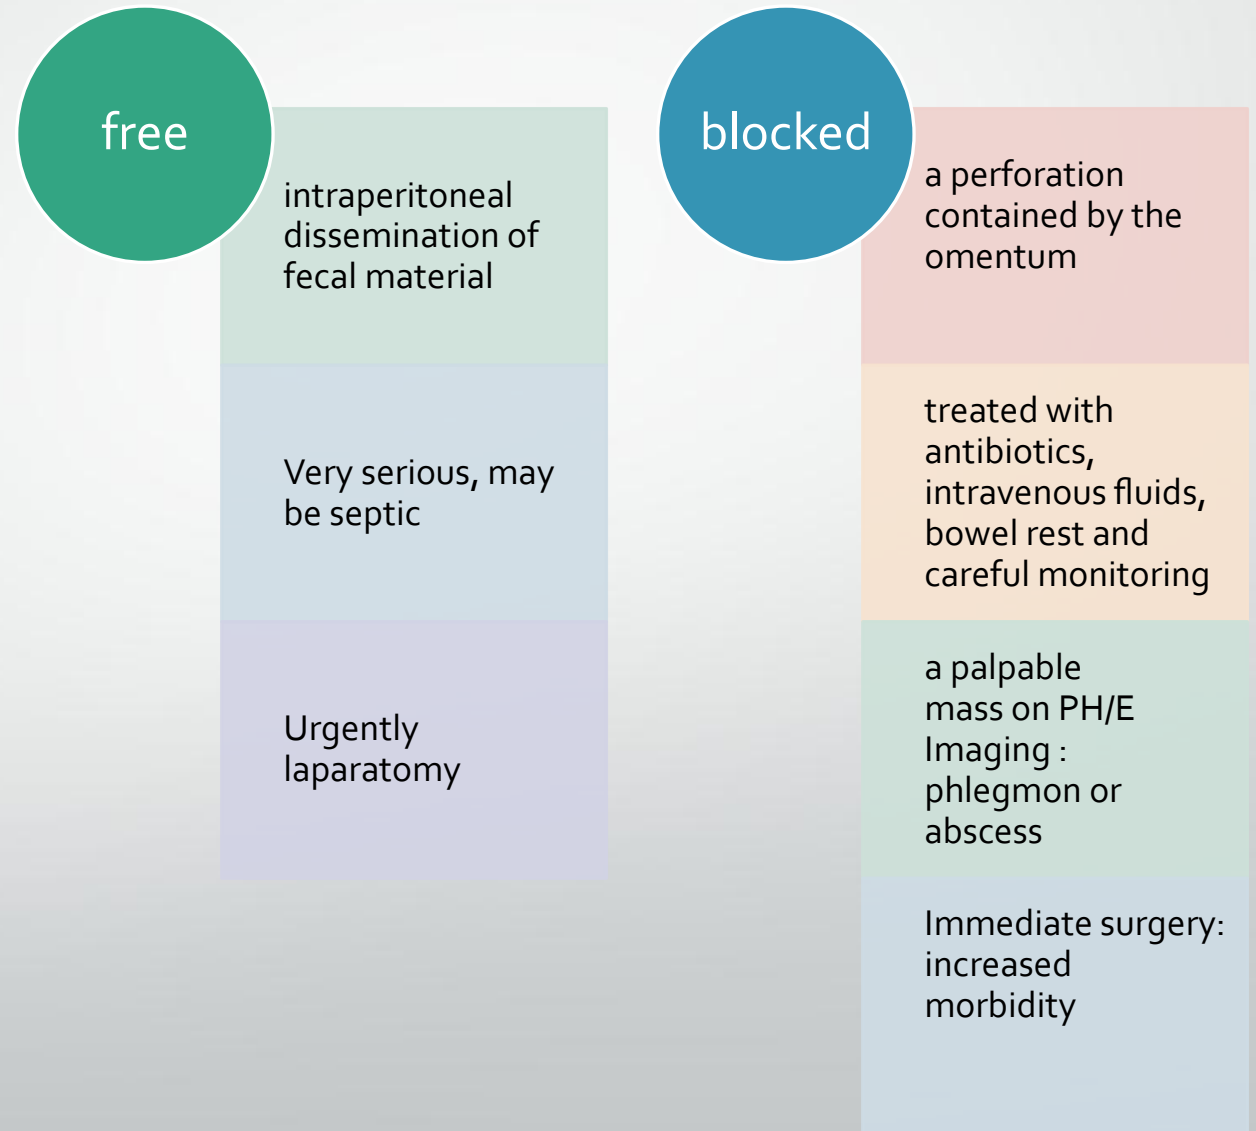 free
intraperitoneal
dissemination of
fecal material
Very serious, may
be septic
Urgently
laparatomy
blocked
a perforation
contained by the
omentum
treated with
antibiotics,
intravenous fluids,
bowel rest and
careful monitoring
a palpable
mass on PH/E
Imaging :
phlegmon or
abscess
Immediate surgery:
increased
morbidity